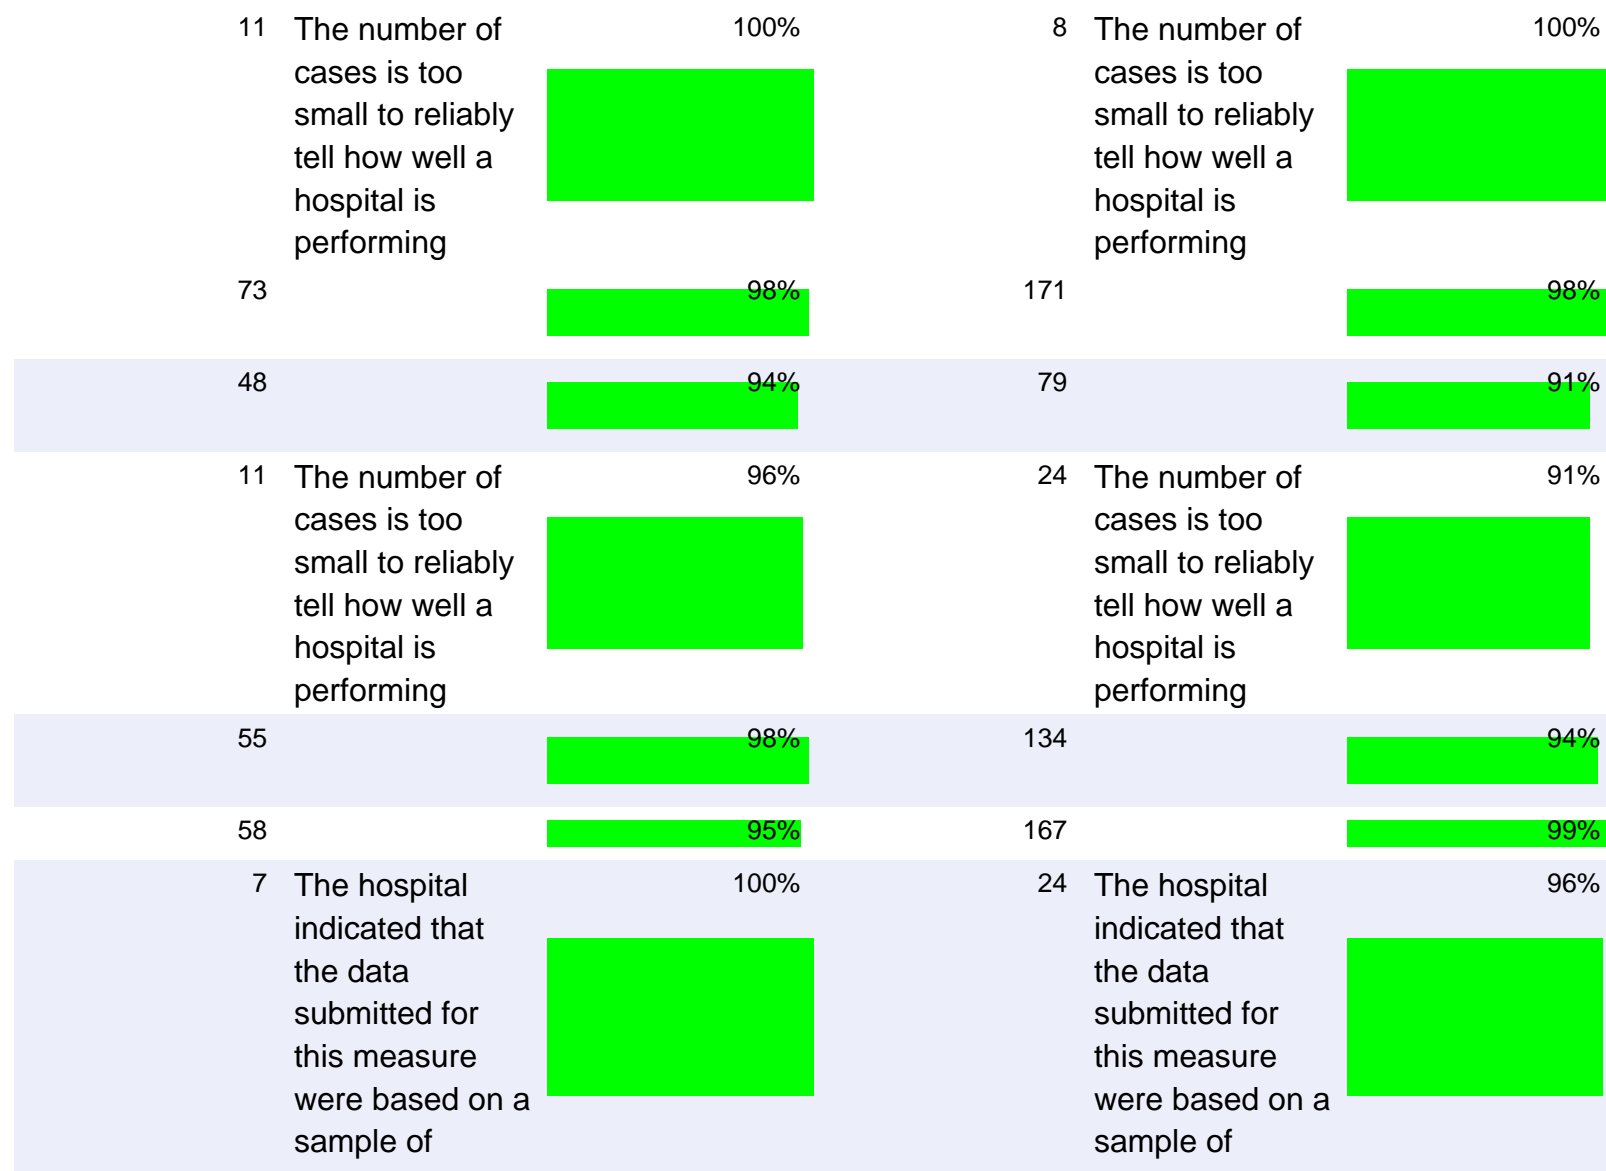 11 The number of 100% 8 The number of 100%
cases is too cases is too
small to reliably small to reliably
tell how well a tell how well a
hospital is hospital is
performing performing
73 98% 171 98%
48 94% 79 91%
11 The number of 96% 24 The number of 91%
cases is too cases is too
small to reliably small to reliably
tell how well a tell how well a
hospital is hospital is
performing performing
55 98% 134 94%
58 95% 167 99%
7 The hospital 100% 24 The hospital 96%
indicated that indicated that
the data the data
submitted for submitted for
this measure this measure
were based on a were based on a
sample of sample of